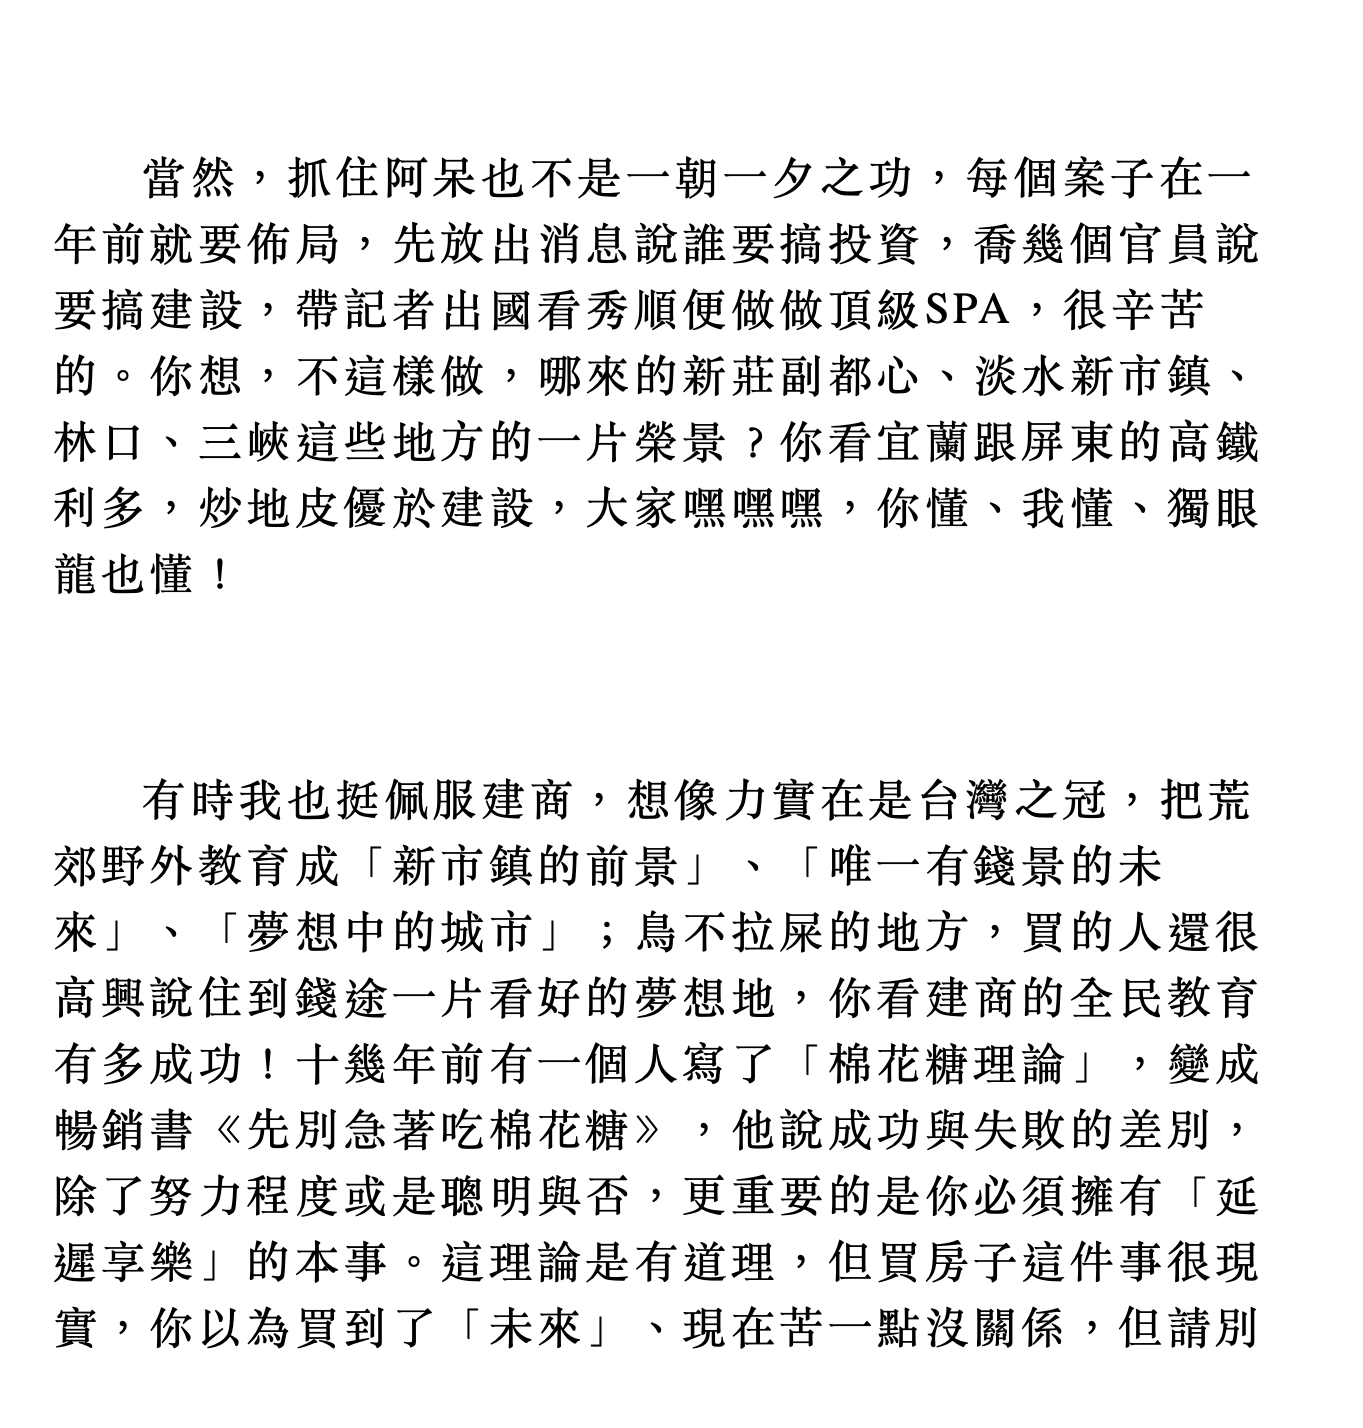 當然，抓住阿呆也不是一朝一夕之功，每個案子在一
年前就要佈局，先放出消息說誰要搞投資，喬幾個官員說
要搞建設，帶記者出國看秀順便做做頂級SPA，很辛苦
的。你想，不這樣做，哪來的新莊副都心、淡水新市鎮、
林口、三峽這些地方的一片榮景？你看宜蘭跟屏東的高鐵
利多，炒地皮優於建設，大家嘿嘿嘿，你懂、我懂、獨眼
龍也懂！
有時我也挺佩服建商，想像力實在是台灣之冠，把荒
郊野外教育成「新市鎮的前景」、「唯一有錢景的未
來」、「夢想中的城市」；鳥不拉屎的地方，買的人還很
高興說住到錢途一片看好的夢想地，你看建商的全民教育
有多成功！十幾年前有一個人寫了「棉花糖理論」，變成
暢銷書《先別急著吃棉花糖》，他說成功與失敗的差別，
除了努力程度或是聰明與否，更重要的是你必須擁有「延
遲享樂」的本事。這理論是有道理，但買房子這件事很現
實，你以為買到了「未來」、現在苦一點沒關係，但請別